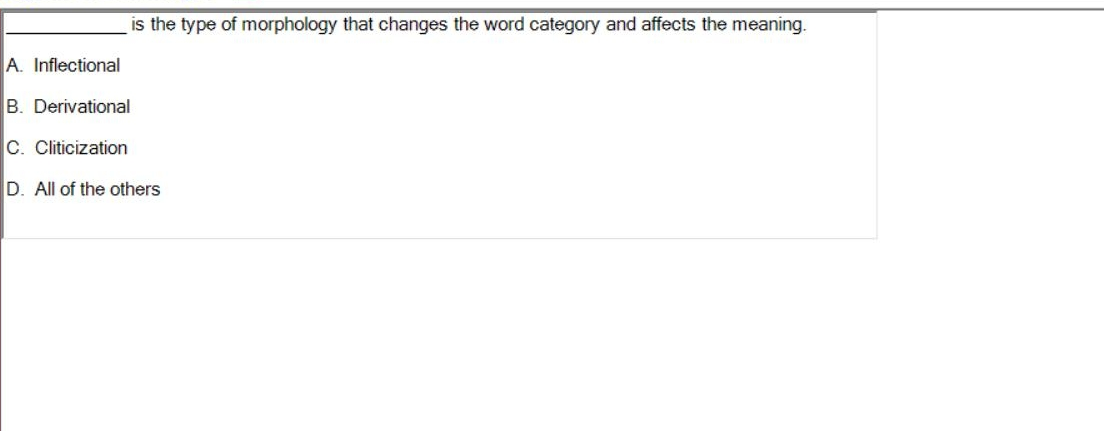 ____________ is the type of morphology that changes the word category and affects the meaning.
A. Inflectional
B. Derivational
C. Cliticization
D. All of the others